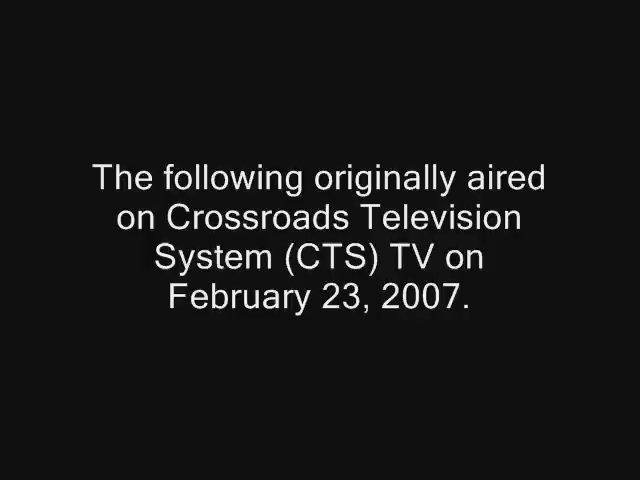 The following originally aired
on Crossroads Television
System (CTS) TV on
February 23, 2007.